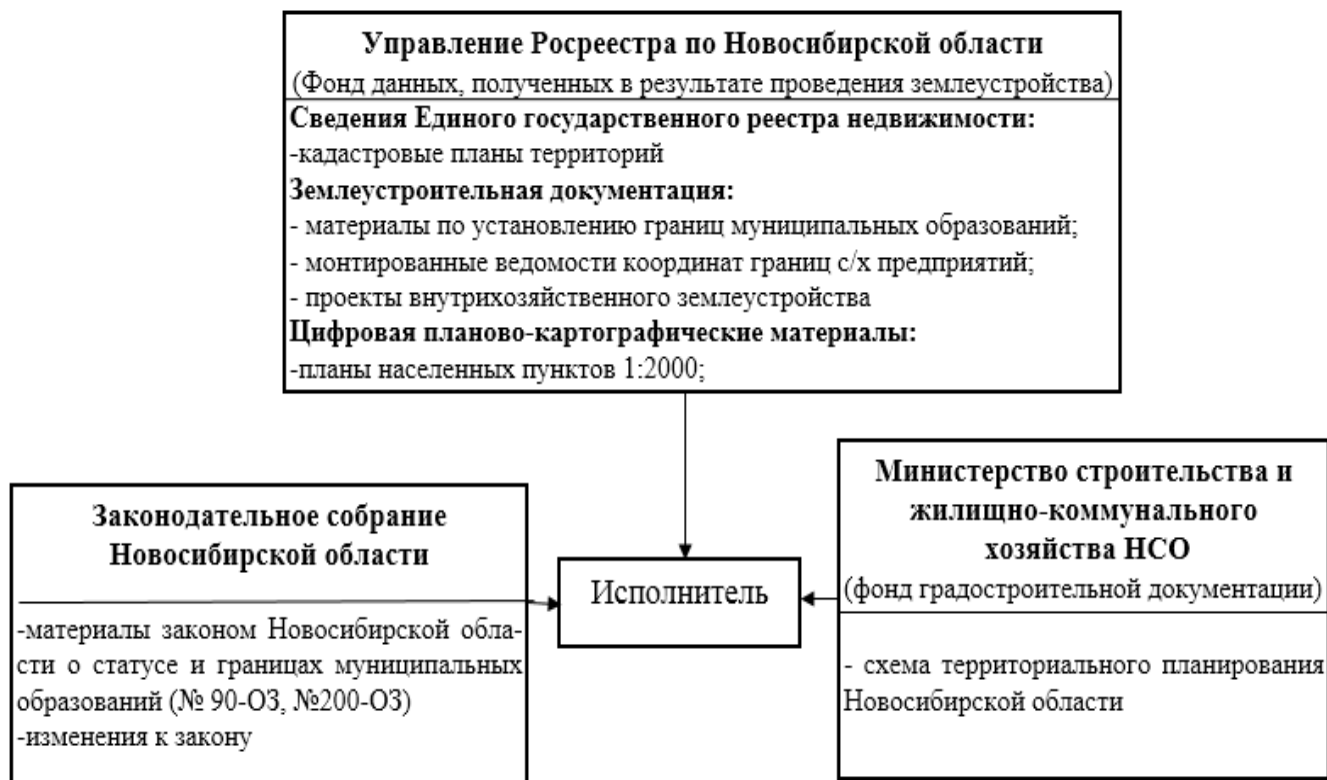 Управление Росреестра по Новосибирской области
(Фонд данных, полученных в результате проведения землеустройства)
Сведения Единого государственного реестра недвижимости:
-кадастровые планы территорий
Землеустроительная документация:
- материалы по установлению границ муниципальных образований;
- монтированные ведомости координат границ с/х предприятий;
- проекты внутрихозяйственного землеустройства
Цифровая планово-картографические материалы:
-планы населенных пунктов 1:2000;
Законодательное собрание
Новосибирской области
-материалы законом Новосибирской обла-
сти о статусе и границах муниципальных
образований (№ 90-ОЗ, №200-ОЗ)
-изменения к закону
Исполнитель
Министерство строительства и
жилищно-коммунального
хозяйства НСО
(фонд градостроительной документации)
- схема территориального планирования
Новосибирской области